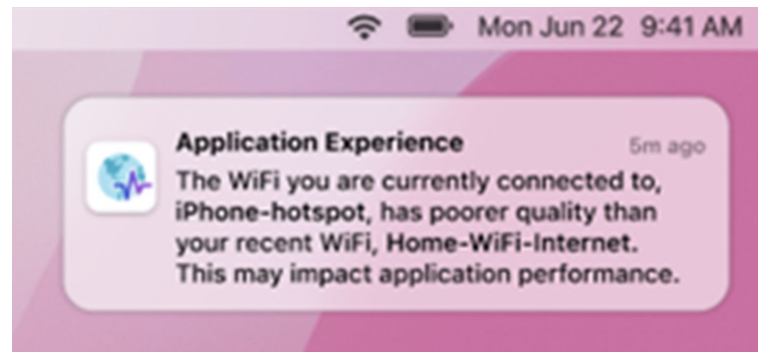 Mon Jun 22 9:41 AM
Application Experience
5m ago
The WiFi you are currently connected to,
iPhone-hotspot, has poorer quality than
your recent WiFi, Home-WiFi-Internet.
This may impact application performance.